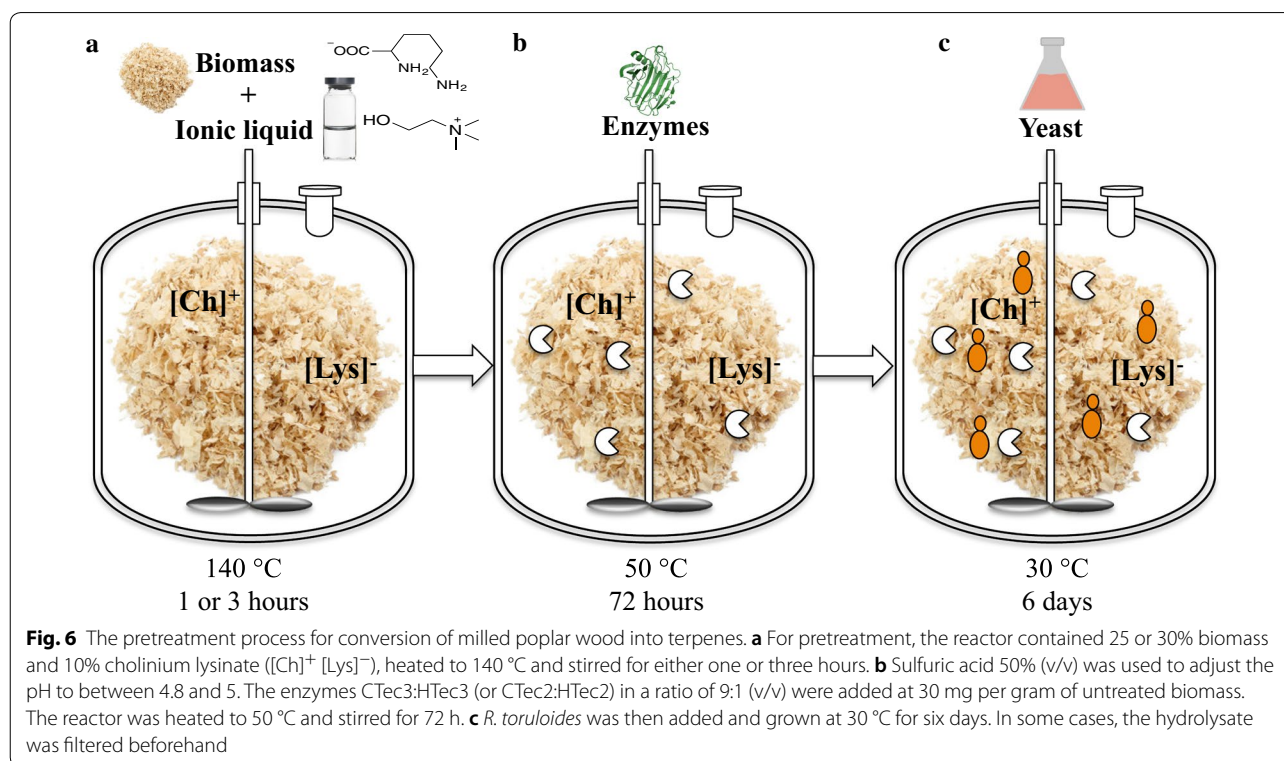 a
Biomass
+
Ionic liquid
⁻OOC
NH₂
NH₂
HO
N⁺
b
Enzymes
c
Yeast
[Ch]⁺
[Lys]⁻
[Ch]⁺
[Lys]⁻
[Ch]⁺
[Lys]⁻
140 °C
1 or 3 hours
50 °C
72 hours
30 °C
6 days
Fig. 6 The pretreatment process for conversion of milled poplar wood into terpenes. a For pretreatment, the reactor contained 25 or 30% biomass
and 10% cholinium lysinate ([Ch]⁺ [Lys]⁻), heated to 140 °C and stirred for either one or three hours. b Sulfuric acid 50% (v/v) was used to adjust the
pH to between 4.8 and 5. The enzymes CTec3:HTec3 (or CTec2:HTec2) in a ratio of 9:1 (v/v) were added at 30 mg per gram of untreated biomass.
The reactor was heated to 50 °C and stirred for 72 h. c R. toruloides was then added and grown at 30 °C for six days. In some cases, the hydrolysate
was filtered beforehand